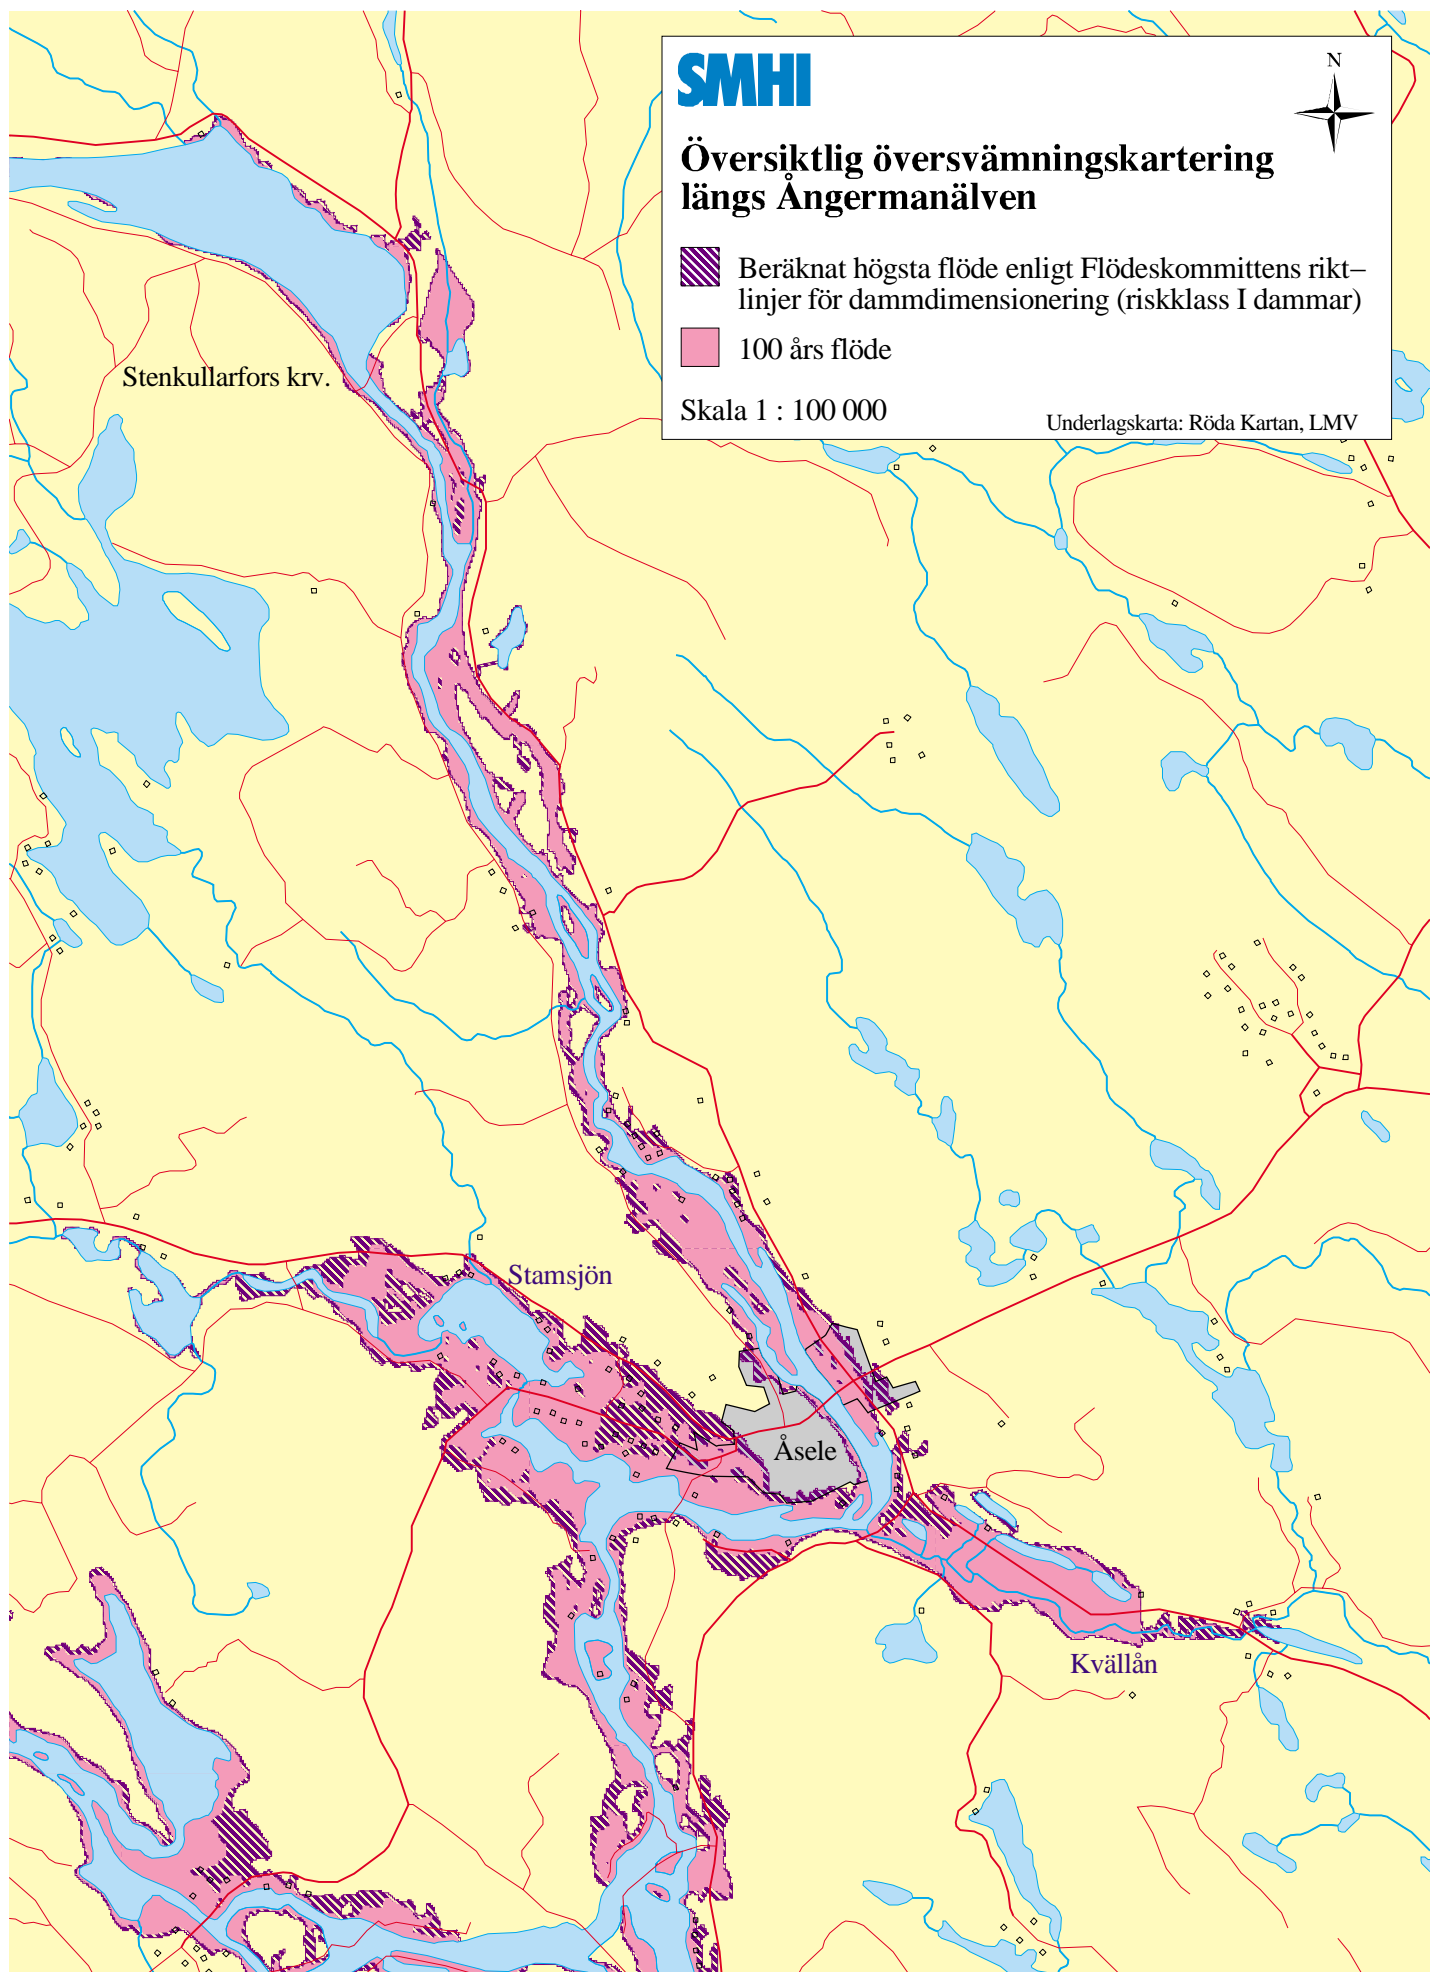 SMHI
N
Översiktlig översvämningskartering
längs Ångermanälven
Beräknat högsta flöde enligt Flödeskommittens rikt–
linjer för dammdimensionering (riskklass I dammar)
100 års flöde
Skala 1 : 100 000
Underlagskarta: Röda Kartan, LMV
Stenkullarfors krv.
Stamsjön
Åsele
Kvällån